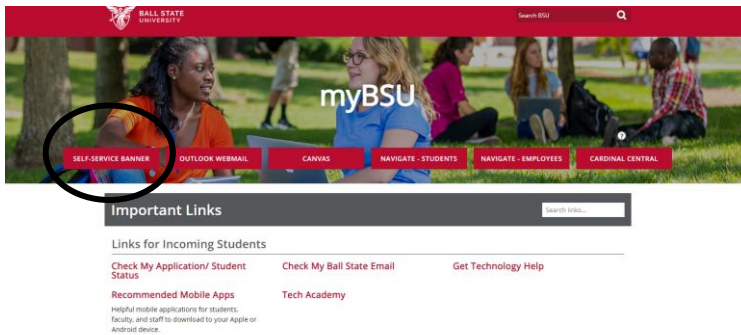 BALL STATE
UNIVERSITY
Search BSU
myBSU
?
SELF-SERVICE BANNER OUTLOOK WEBMAIL CANVAS NAVIGATE - STUDENTS NAVIGATE - EMPLOYEES CARDINAL CENTRAL
Important Links
Search links...
Links for Incoming Students
Check My Application/ Student
Status
Check My Ball State Email
Get Technology Help
Recommended Mobile Apps
Helpful mobile applications for students,
faculty, and staff to download to your Apple or
Android device.
Tech Academy